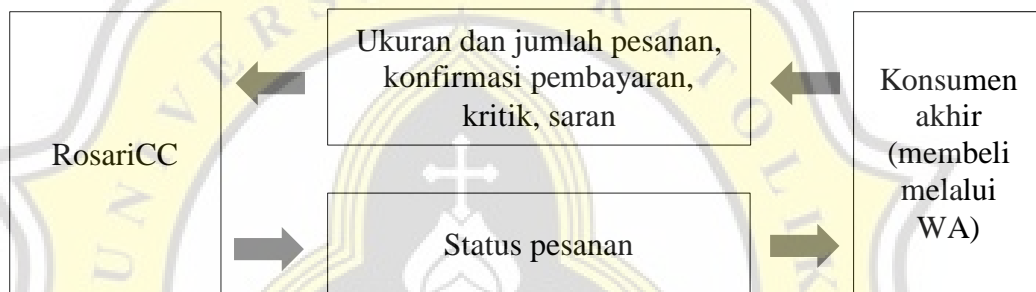 RosariCC
Ukuran dan jumlah pesanan,
konfirmasi pembayaran,
kritik, saran
Status pesanan
Konsumen
akhir
(membeli
melalui
WA)